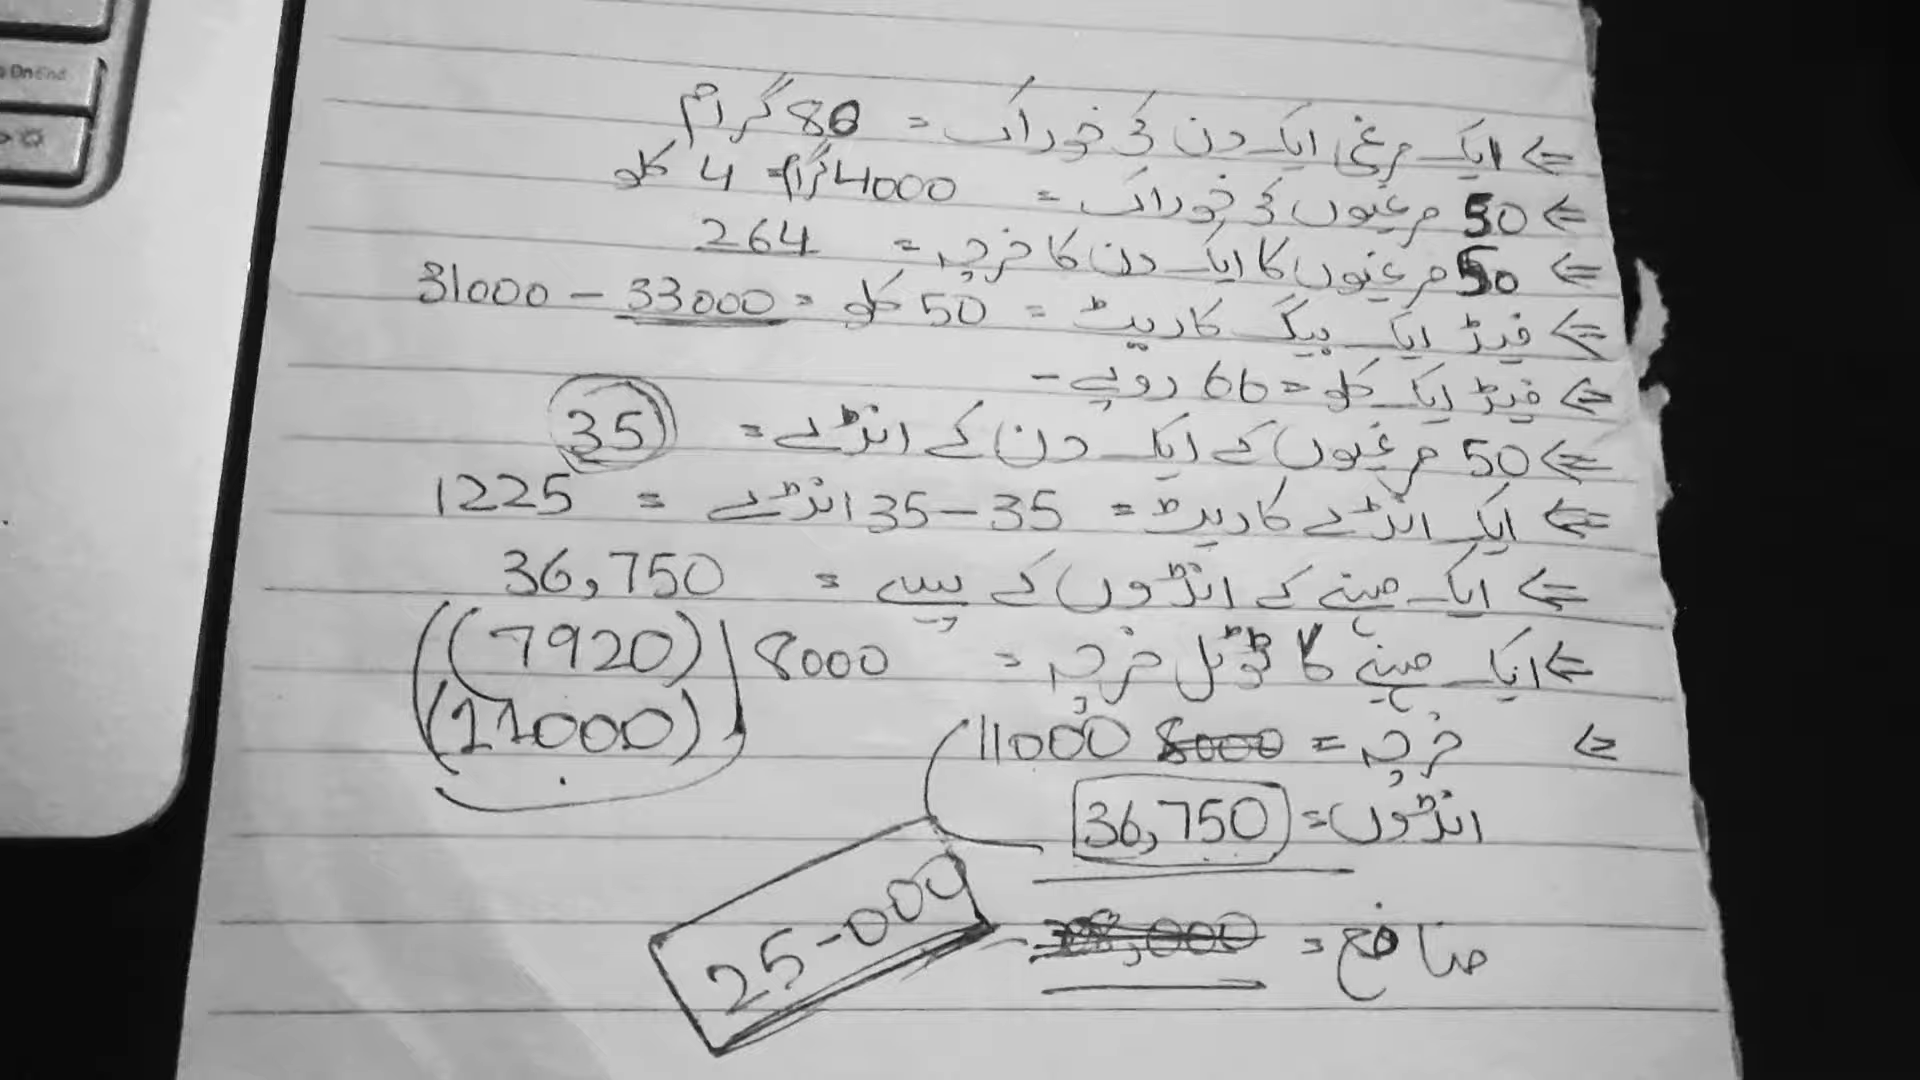 ⇐ ایک مرغی ایک دن کی خوراک = 80 گرام
⇐ 50 مرغیوں کی خوراک = 4000 گرام = 4 کلو
⇐ 50 مرغیوں کا ایک دن کا خرچہ = 264
⇐ فیڈ ایک بیگ کا ریٹ = 50 کلو = 33000 - 31000
⇐ فیڈ ایک کلو = 66 روپے -
⇐ 50 مرغیوں کے ایک دن کے انڈے = 35
⇐ ایک انڈے کا ریٹ = 35 - 35 انڈے = 1225
⇐ ایک مہینے کے انڈوں کے پیسے = 36,750
⇐ ایک مہینے کا ٹوٹل خرچہ = 8000 (7920)
(11000)
⇐ خرچہ = 8000 11000
انڈوں = 36,750
منافع =
25-000
On End